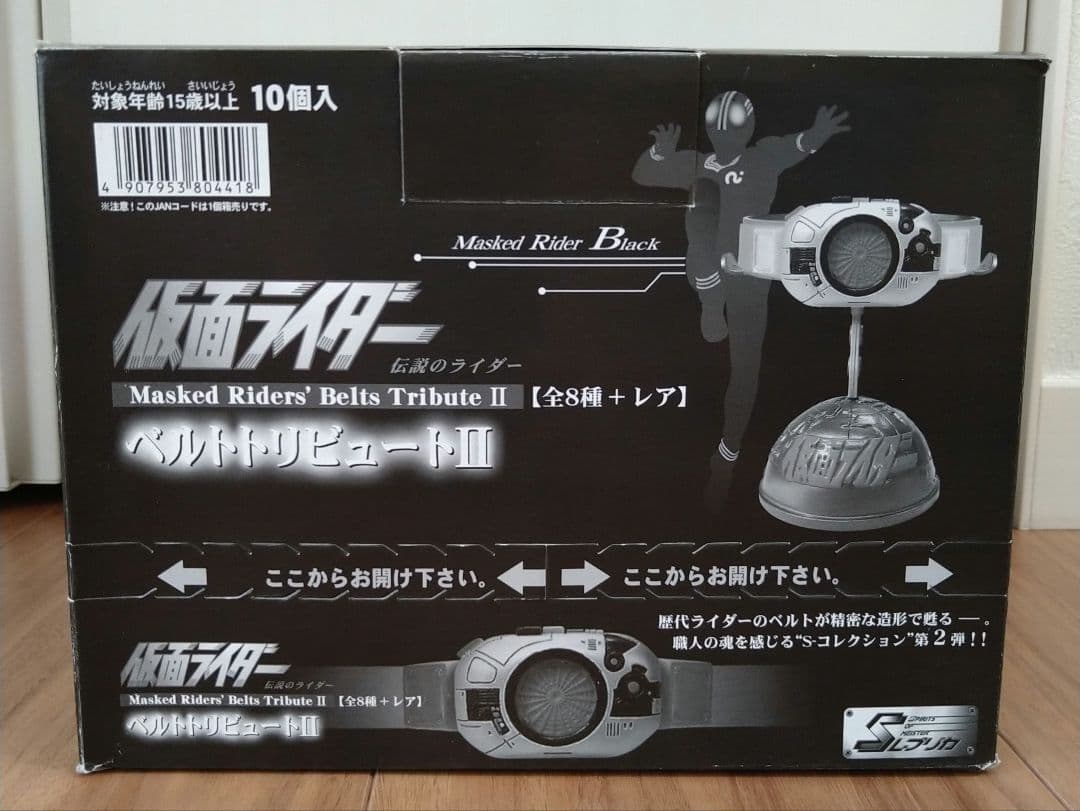 たいしょうねんれい さいいじょう
対象年齢15歳以上 10個入
4 907953 804418
※注意!このJANコードは1個箱売りです。
Masked Rider Black
仮面ライダー
伝説のライダー
Masked Riders' Belts Tribute II 【全8種+レア】
ベルトトリビュートII
仮面ライダー
ここからお開け下さい。 ここからお開け下さい。
歴代ライダーのベルトが精密な造形で甦る ―。
職人の魂を感じる“S-コレクション”第2弾!!
仮面ライダー
伝説のライダー
Masked Riders' Belts Tribute II 【全8種+レア】
ベルトトリビュートII
SPIRITS
OF
MEISTER
Sレプリカ